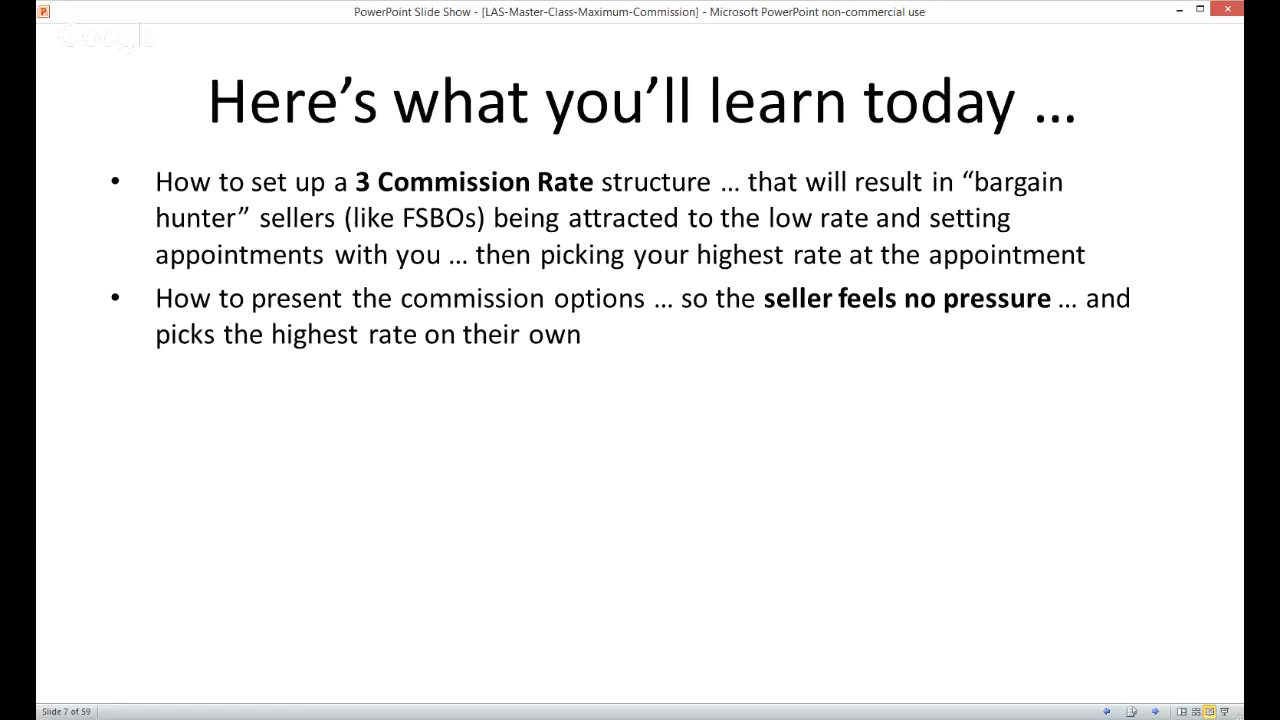 PowerPoint Slide Show - [LAS-Master-Class-Maximum-Commission] - Microsoft PowerPoint non-commercial use
Google
Here’s what you’ll learn today …
• How to set up a 3 Commission Rate structure … that will result in “bargain
hunter” sellers (like FSBOs) being attracted to the low rate and setting
appointments with you … then picking your highest rate at the appointment
• How to present the commission options … so the seller feels no pressure … and
picks the highest rate on their own
Slide 7 of 59